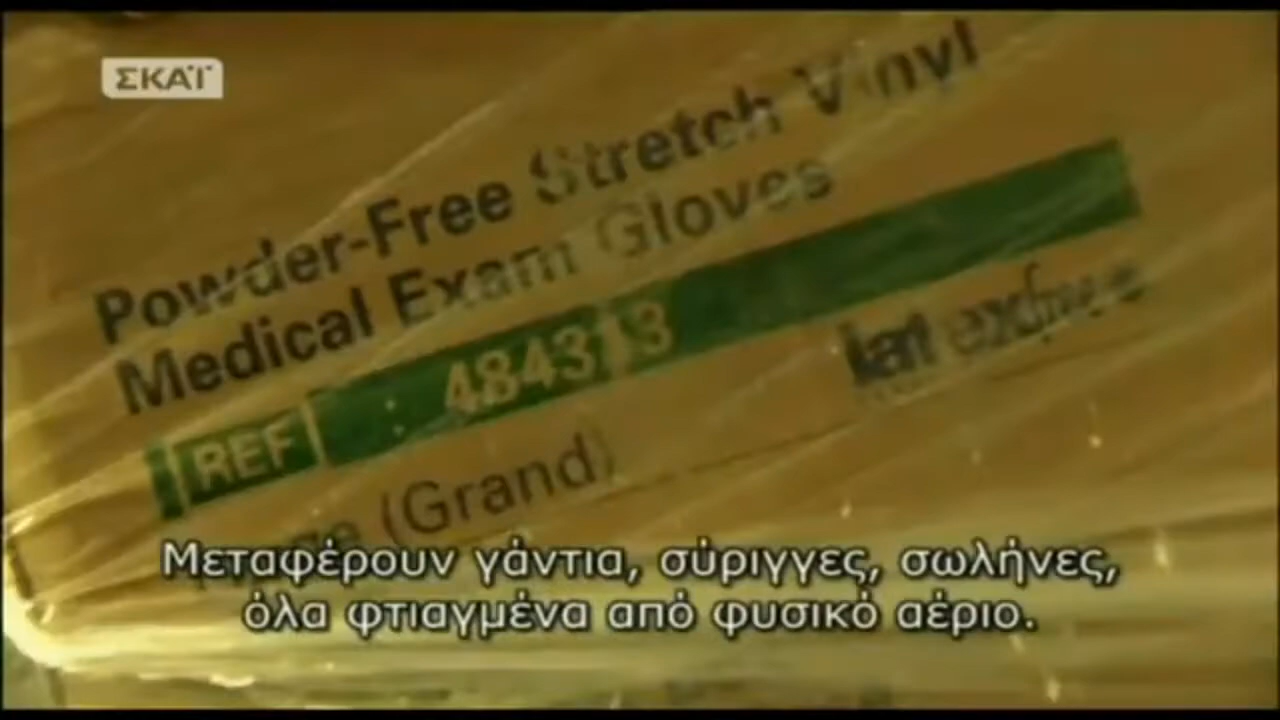 ΣΚΑΪ
Powder-Free Stretch Vinyl
Medical Exam Gloves
REF 484313
(Grand)
Μεταφέρουν γάντια, σύριγγες, σωλήνες,
όλα φτιαγμένα από φυσικό αέριο.